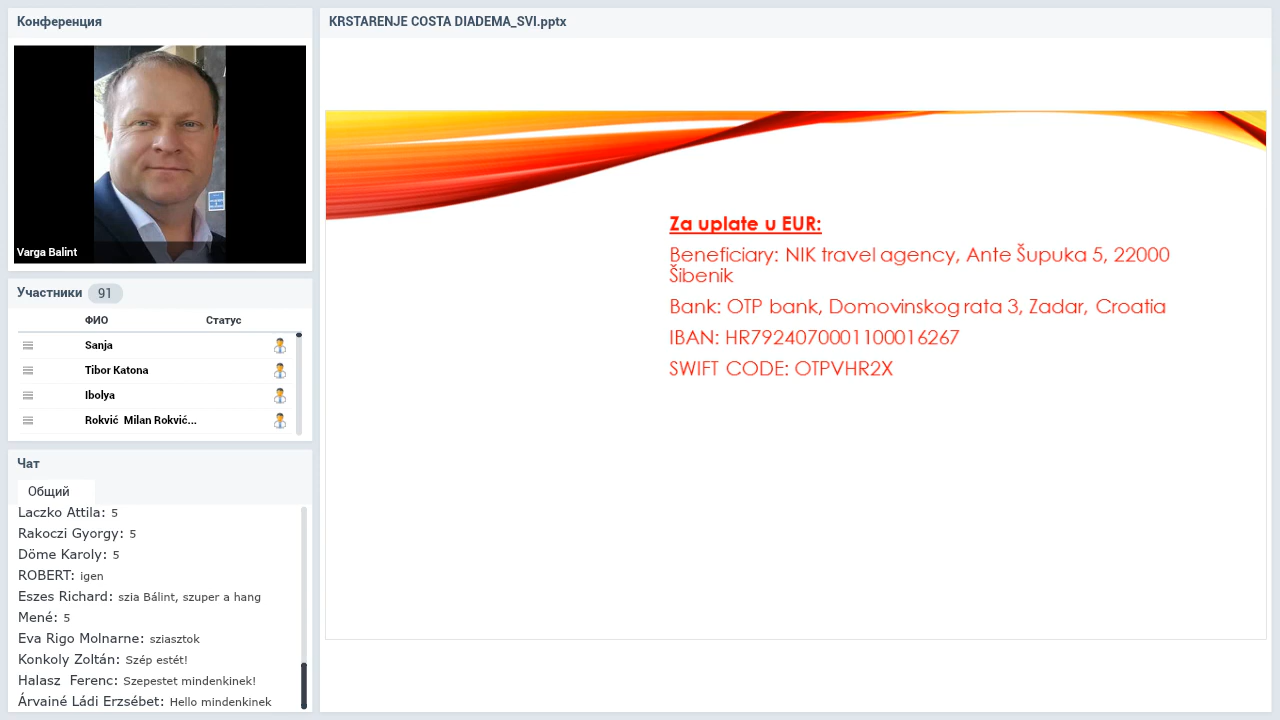 Конференция
Varga Balint
Участники 91
ФИО Статус
Sanja
Tibor Katona
Ibolya
Rokvić  Milan Rokvić...
Чат
Общий
Laczko Attila: 5
Rakoczi Gyorgy: 5
Döme Karoly: 5
ROBERT: igen
Eszes Richard: szia Bálint, szuper a hang
Mené: 5
Eva Rigo Molnarne: sziasztok
Konkoly Zoltán: Szép estét!
Halasz  Ferenc: Szepestet mindenkinek!
Árvainé Ládi Erzsébet: Hello mindenkinek
KRSTARENJE COSTA DIADEMA_SVI.pptx
Za uplate u EUR:
Beneficiary: NIK travel agency, Ante Šupuka 5, 22000
Šibenik
Bank: OTP bank, Domovinskog rata 3, Zadar, Croatia
IBAN: HR7924070001100016267
SWIFT CODE: OTPVHR2X